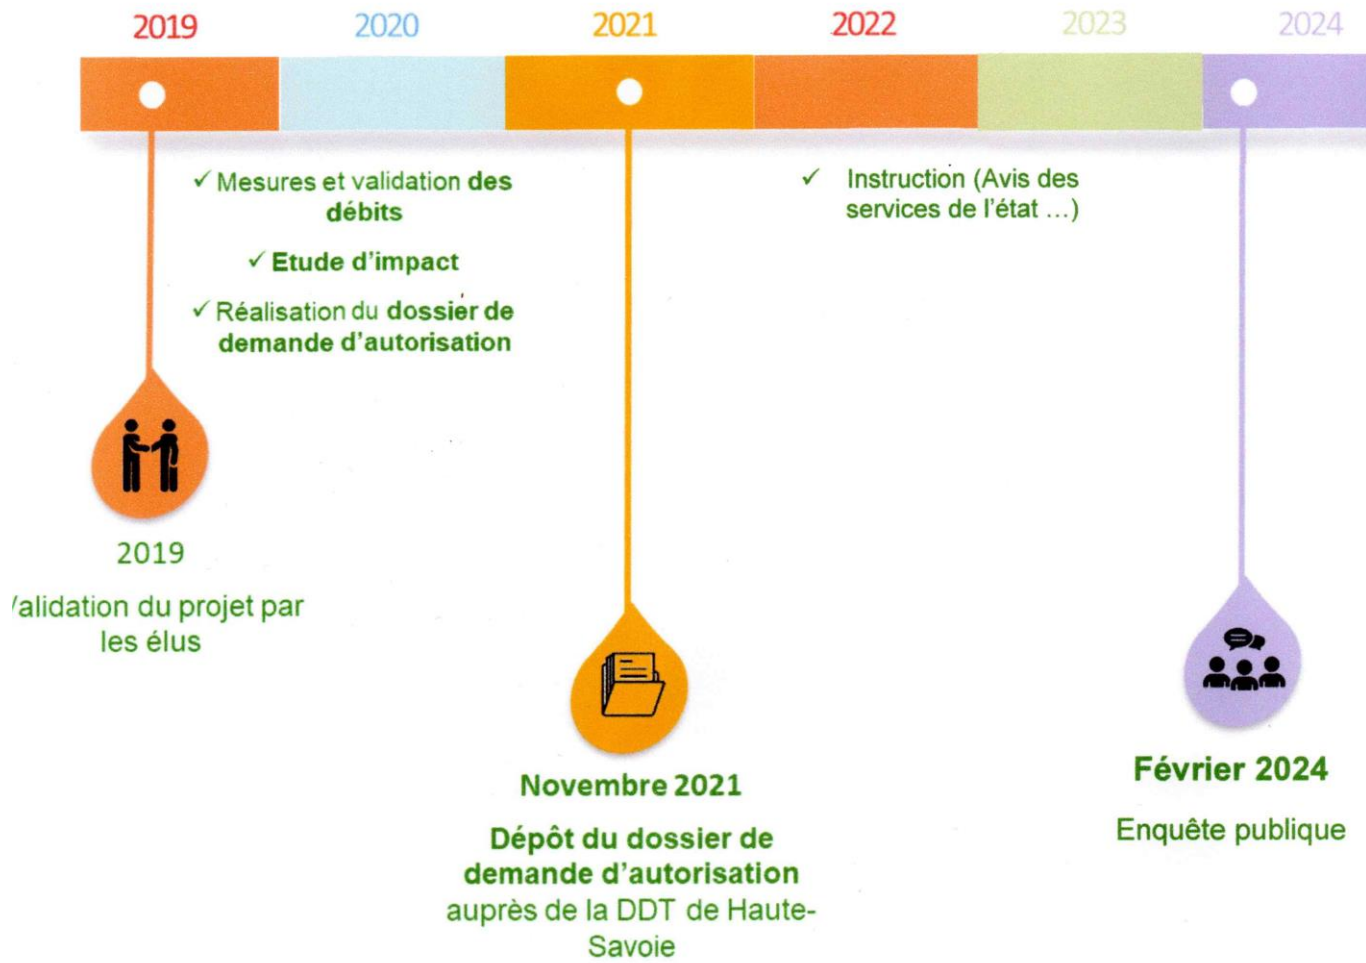 2019
2020
2021
2022
2023
2024
✓ Mesures et validation des
débits
✓ Etude d'impact
✓ Réalisation du dossier de
demande d'autorisation
✓ Instruction (Avis des
services de l'état ...)
2019
alidation du projet par
les élus
Novembre 2021
Dépôt du dossier de
demande d'autorisation
auprès de la DDT de Haute-
Savoie
Février 2024
Enquête publique